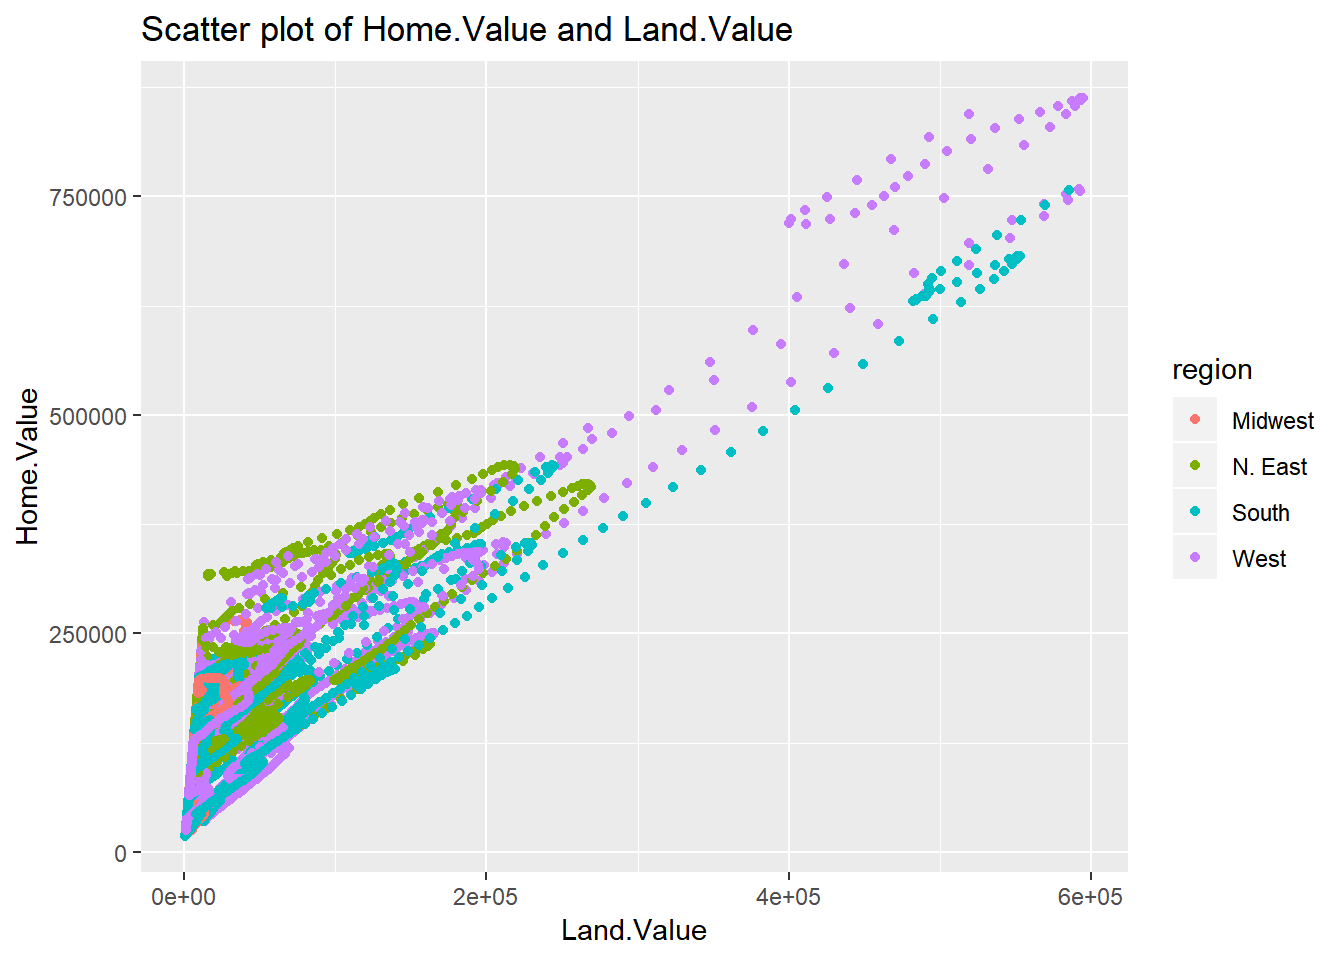 Scatter plot of Home.Value and Land.Value
Home.Value
750000
500000
250000
0
0e+00
2e+05
4e+05
6e+05
Land.Value
region
Midwest
N. East
South
West